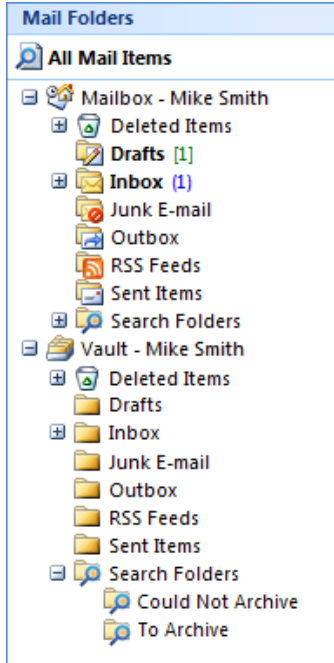 Mail Folders
All Mail Items
Mailbox - Mike Smith
Deleted Items
Drafts [1]
Inbox (1)
Junk E-mail
Outbox
RSS Feeds
Sent Items
Search Folders
Vault - Mike Smith
Deleted Items
Drafts
Inbox
Junk E-mail
Outbox
RSS Feeds
Sent Items
Search Folders
Could Not Archive
To Archive